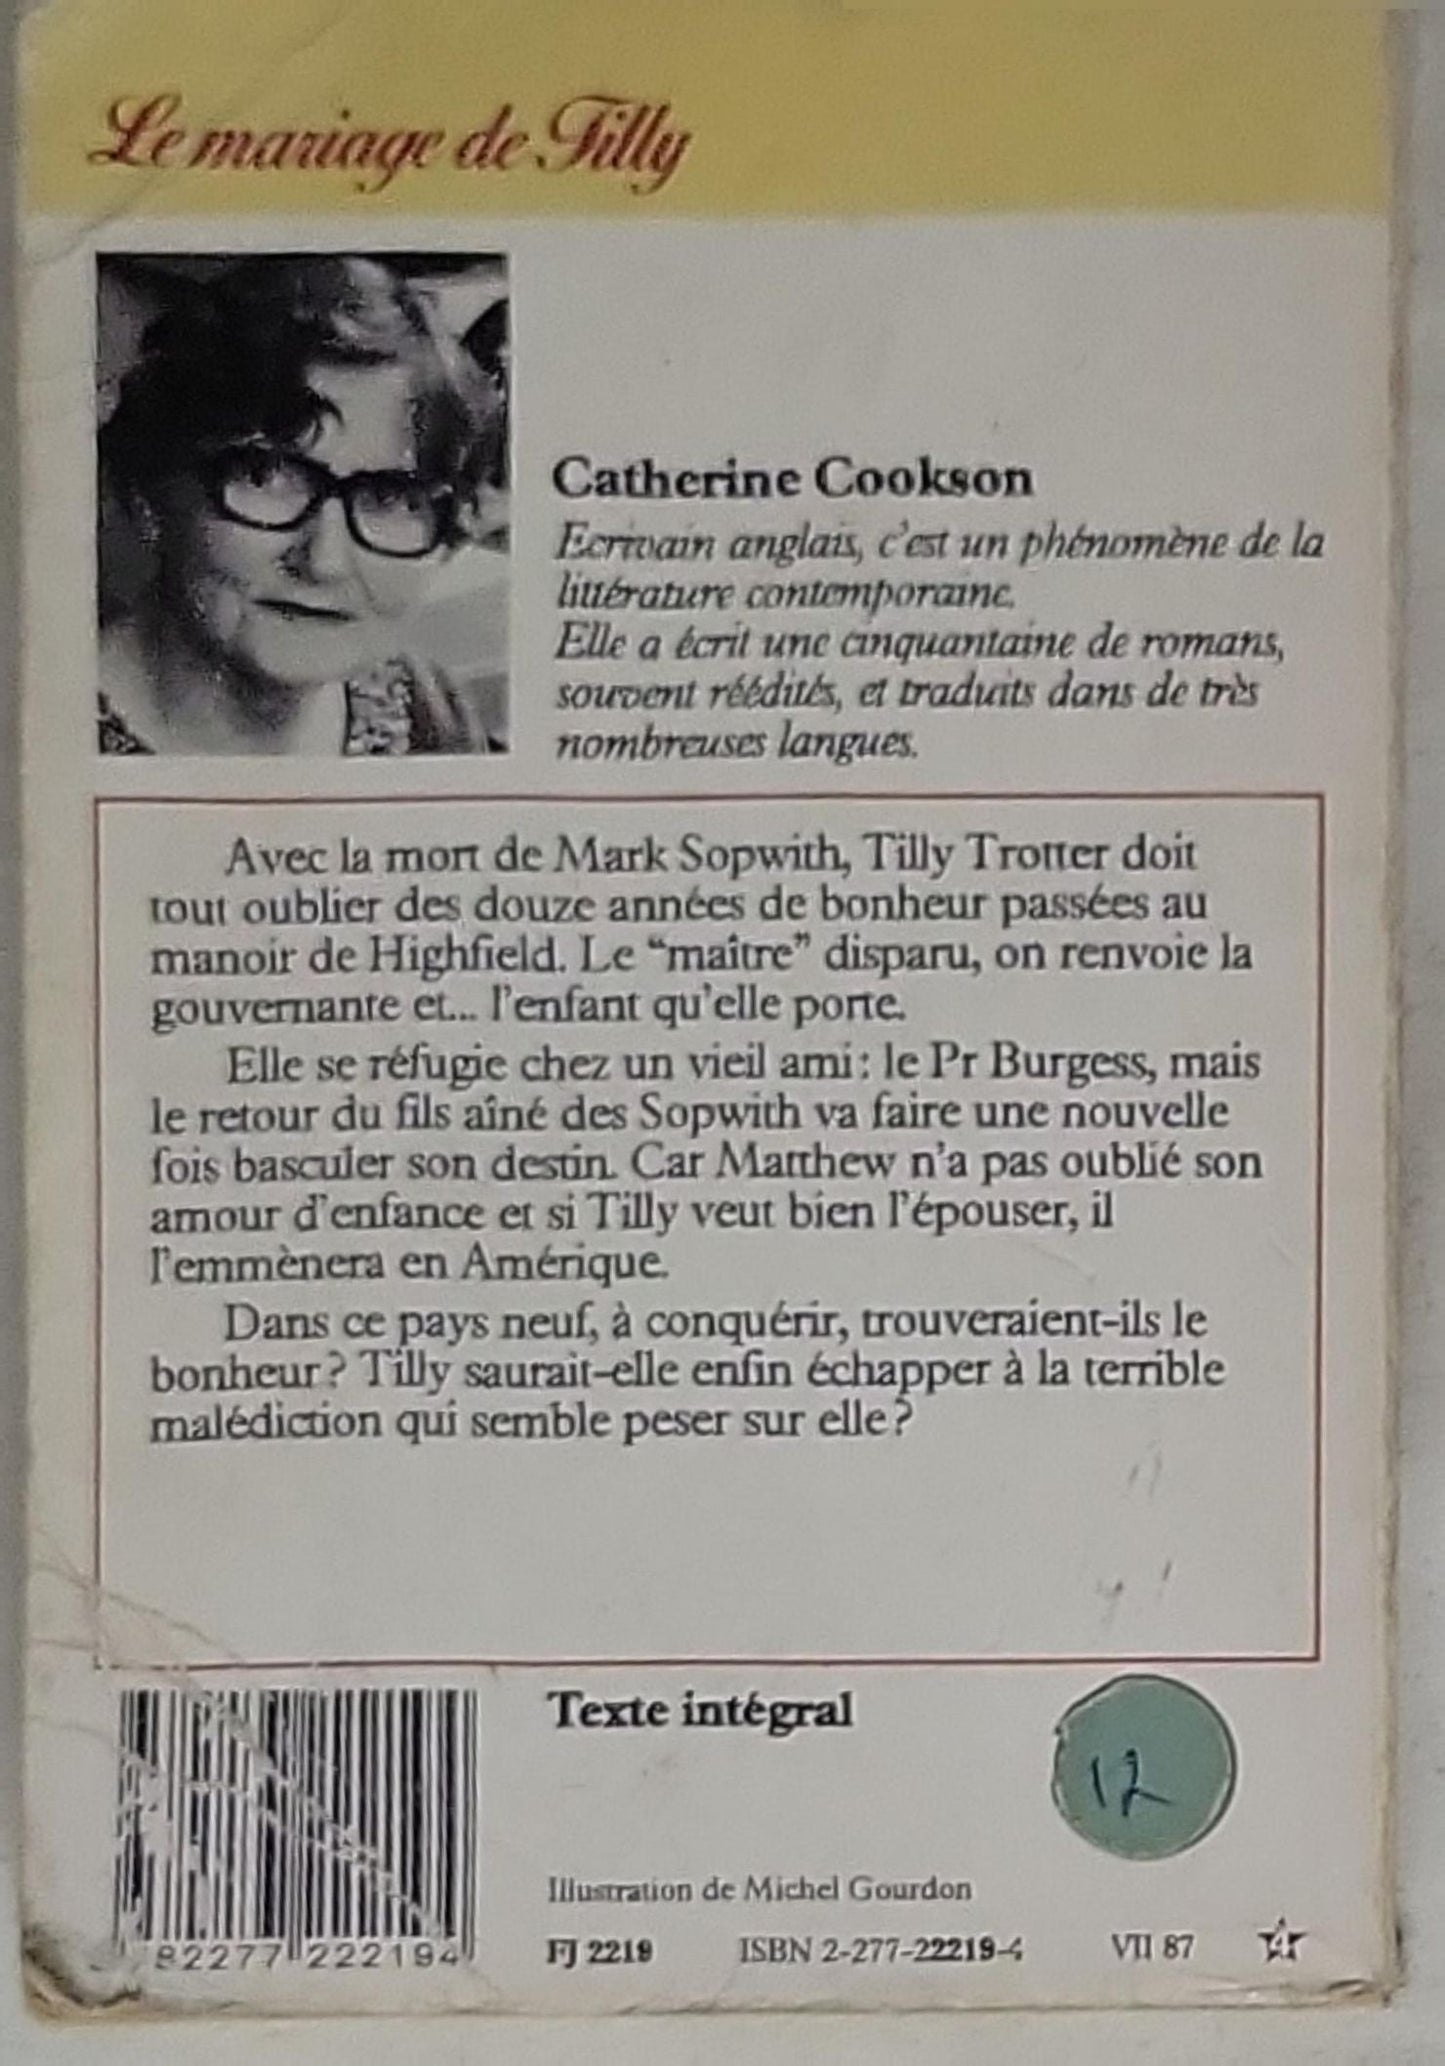 Le mariage de Tilly
Catherine Cookson
Ecrivain anglais, c'est un phénomène de la
littérature contemporaine.
Elle a écrit une cinquantaine de romans,
souvent réédités, et traduits dans de très
nombreuses langues.
Avec la mort de Mark Sopwith, Tilly Trotter doit
tout oublier des douze années de bonheur passées au
manoir de Highfield. Le “maître” disparu, on renvoie la
gouvernante et... l'enfant qu'elle porte.
Elle se réfugie chez un vieil ami : le Pr Burgess, mais
le retour du fils aîné des Sopwith va faire une nouvelle
fois basculer son destin. Car Matthew n'a pas oublié son
amour d'enfance et si Tilly veut bien l'épouser, il
l'emmènera en Amérique.
Dans ce pays neuf, à conquérir, trouveraient-ils le
bonheur ? Tilly saurait-elle enfin échapper à la terrible
malédiction qui semble peser sur elle ?
Texte intégral
12
Illustration de Michel Gourdon
82277 222194
FJ 2219 ISBN 2-277-22219-4 VII 87 4